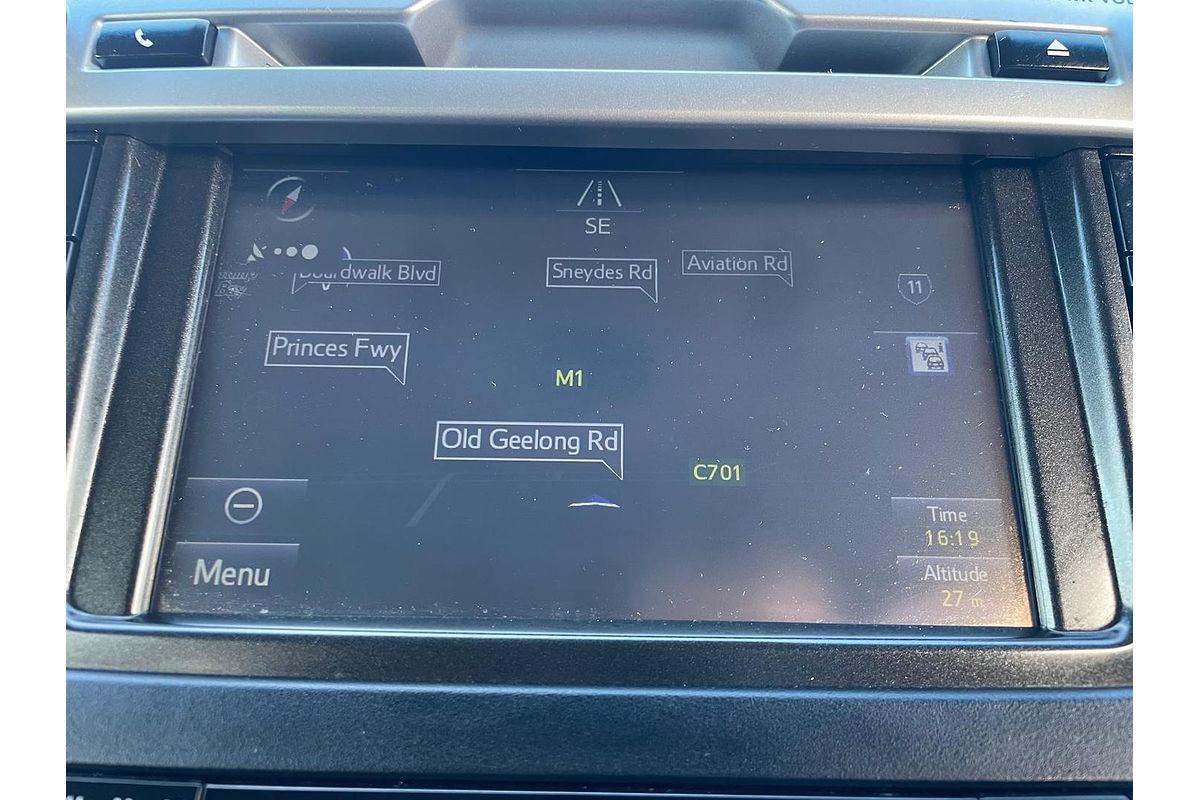 SE
Boardwalk Blvd
Sneydes Rd
Aviation Rd
11
Princes Fwy
M1
Old Geelong Rd
C701
Time
16:19
Menu
Altitude
27 m